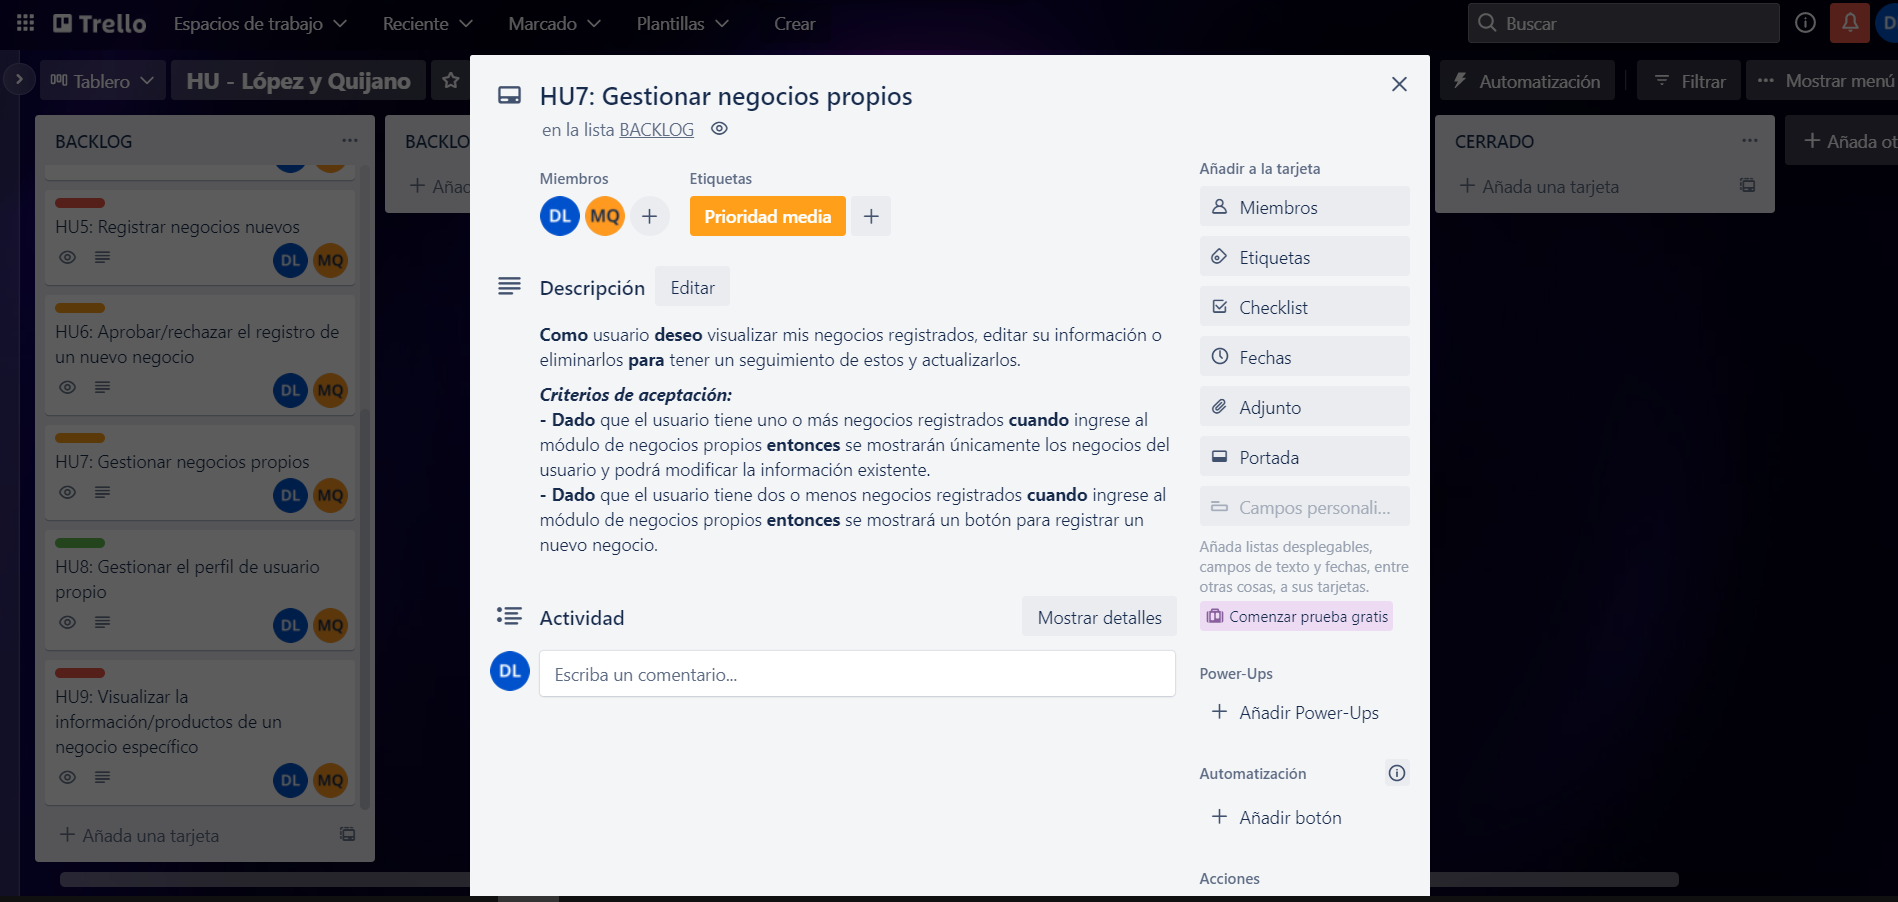 Trello
Espacios de trabajo
Reciente
Marcado
Plantillas
Crear
Buscar
Tablero
HU - López y Quijano
Automatización
Filtrar
Mostrar menú
BACKLOG
HU5: Registrar negocios nuevos
DL MQ
HU6: Aprobar/rechazar el registro de
un nuevo negocio
DL MQ
HU7: Gestionar negocios propios
DL MQ
HU8: Gestionar el perfil de usuario
propio
DL MQ
HU9: Visualizar la
información/productos de un
negocio específico
DL MQ
+ Añada una tarjeta
BACKLO
+ Añad
HU7: Gestionar negocios propios
en la lista BACKLOG
Miembros
DL MQ +
Etiquetas
Prioridad media +
Descripción
Editar
Como usuario deseo visualizar mis negocios registrados, editar su información o
eliminarlos para tener un seguimiento de estos y actualizarlos.
Criterios de aceptación:
- Dado que el usuario tiene uno o más negocios registrados cuando ingrese al
módulo de negocios propios entonces se mostrarán únicamente los negocios del
usuario y podrá modificar la información existente.
- Dado que el usuario tiene dos o menos negocios registrados cuando ingrese al
módulo de negocios propios entonces se mostrará un botón para registrar un
nuevo negocio.
Actividad
Mostrar detalles
DL
Escriba un comentario...
Añadir a la tarjeta
Miembros
Etiquetas
Checklist
Fechas
Adjunto
Portada
Campos personali...
Añada listas desplegables,
campos de texto y fechas, entre
otras cosas, a sus tarjetas.
Comenzar prueba gratis
Power-Ups
+ Añadir Power-Ups
Automatización
+ Añadir botón
Acciones
CERRADO
+ Añada una tarjeta
+ Añada ot